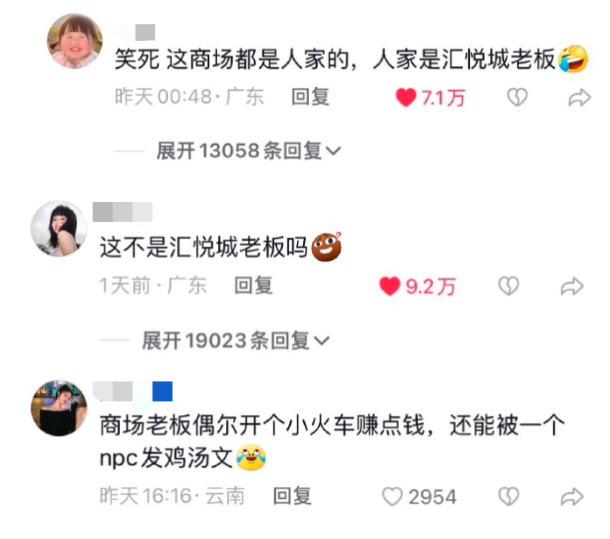 笑死 这商场都是人家的，人家是汇悦城老板🤣
昨天 00:48·广东 回复 7.1万
展开13058条回复
这不是汇悦城老板吗
1天前·广东 回复 9.2万
展开19023条回复
商场老板偶尔开个小火车赚点钱，还能被一个
npc发鸡汤文😂
昨天 16:16·云南 回复 2954